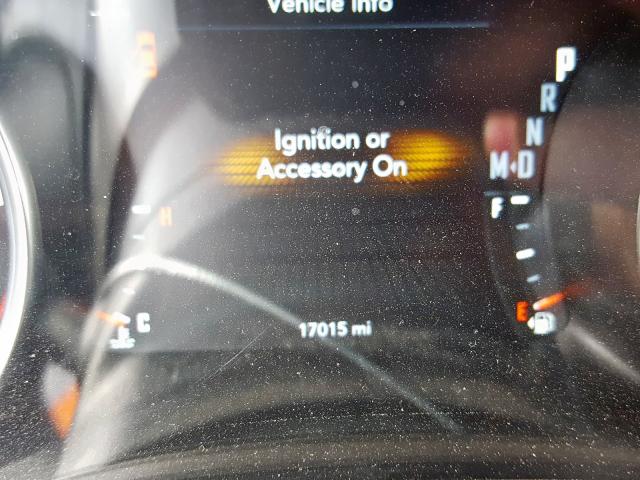 Vehicle Info
P
R
N
M·D
Ignition or
Accessory On
F
H
E
C
17015 mi